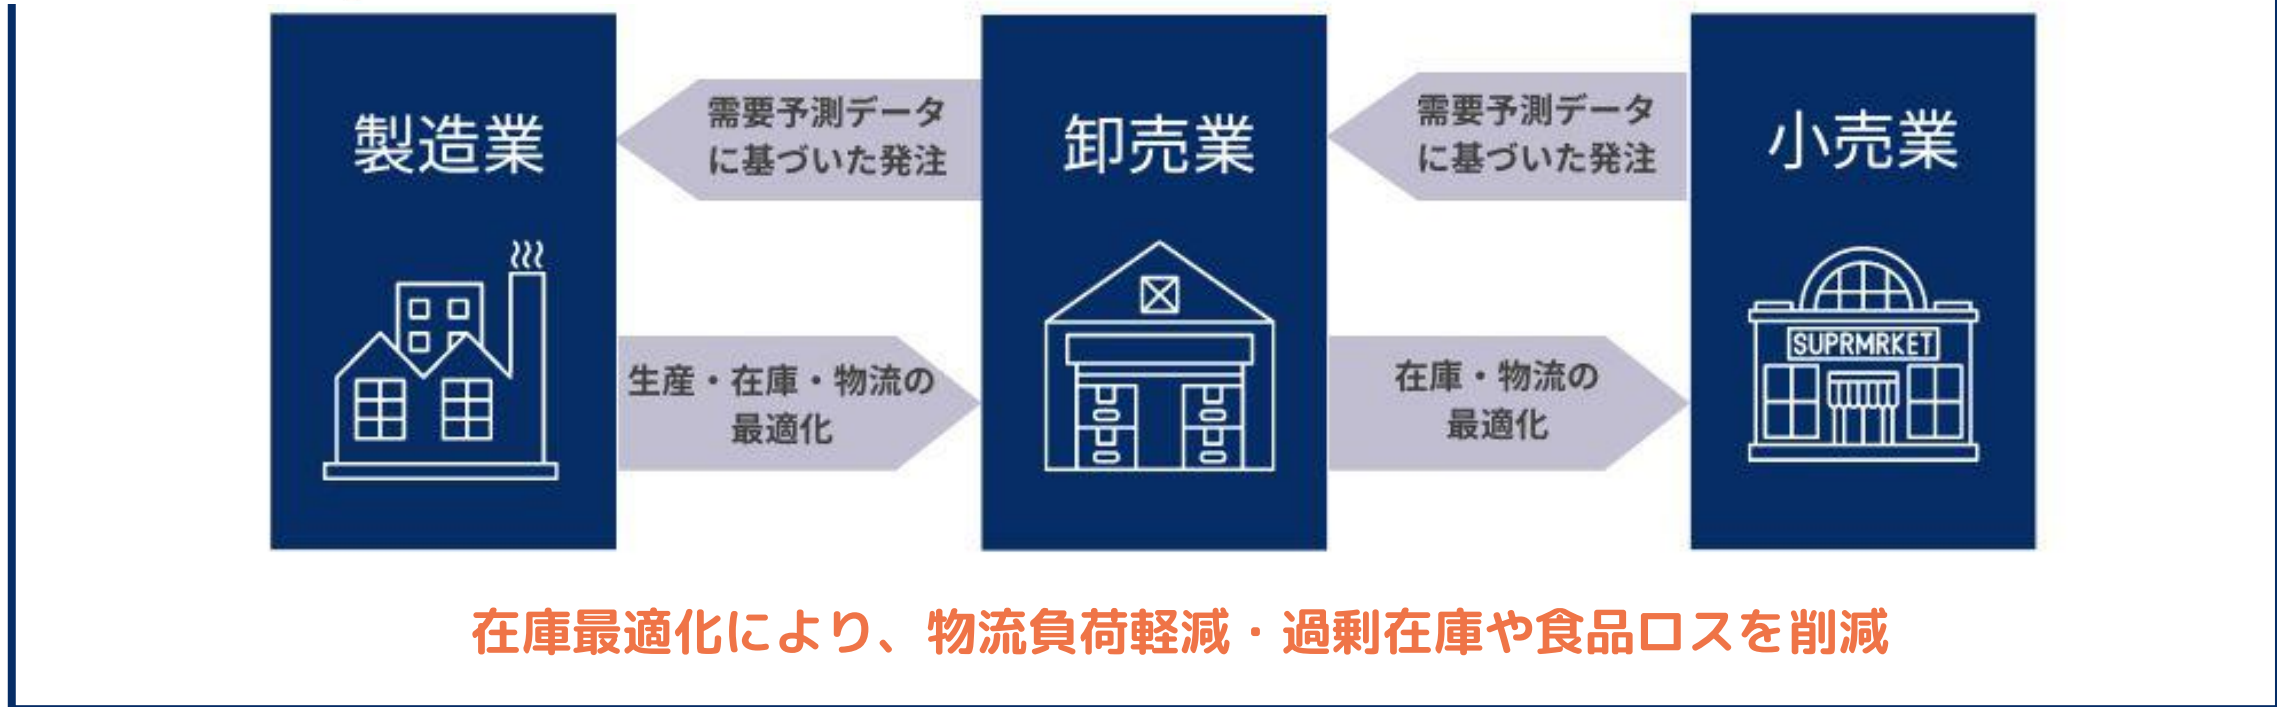 製造業
需要予測データ
に基づいた発注
卸売業
需要予測データ
に基づいた発注
小売業
生産・在庫・物流の
最適化
在庫・物流の
最適化
SUPRMRKET
在庫最適化により、物流負荷軽減・過剰在庫や食品ロスを削減